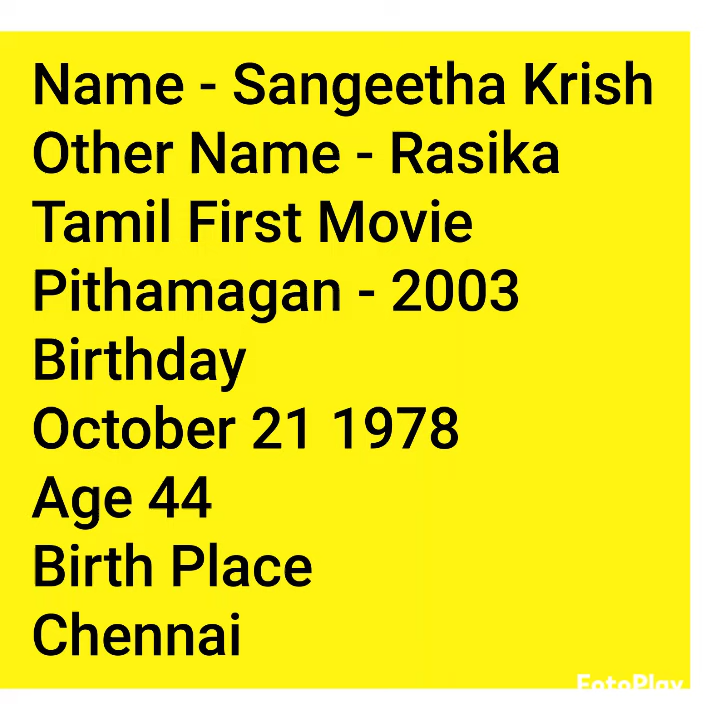 Name - Sangeetha Krish
Other Name - Rasika
Tamil First Movie
Pithamagan - 2003
Birthday
October 21 1978
Age 44
Birth Place
Chennai
FotoPlay